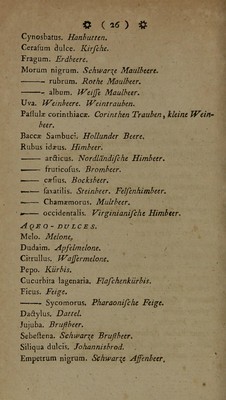 ✿ ( 26 ) ✿
Cynosbatus. Hanbutten.
Cerasum dulce. Kirsche.
Fragum. Erdbeere.
Morum nigrum. Schwarze Maulbeere.
—— rubrum. Rothe Maulbeer.
—— album. Weisse Maulbeer.
Uva. Weinbeere. Weintrauben.
Passulæ corinthiacæ. Corinthen Trauben, kleine Wein-
beer.
Baccæ Sambuci. Hollunder Beere.
Rubus idæus. Himbeer.
—— arcticus. Nordländische Himbeer.
—— fruticosus. Brombeer.
—— cæsius. Bocksbeer.
—— saxatilis. Steinbeer. Felsenhimbeer.
—— Chamæmorus. Multbeer.
—— occidentalis. Virginianische Himbeer.
AQEO-DULCES.
Melo. Melone.
Dudaim. Apfelmelone.
Citrullus. Wassermelone.
Pepo. Kürbis.
Cucurbita lagenaria. Flaschenkürbis.
Ficus. Feige.
—— Sycomorus. Pharaonische Feige.
Dactylus. Dattel.
Jujuba. Brustbeer.
Sebestena. Schwarze Brustbeer.
Siliqua dulcis. Johannisbrod.
Empetrum nigrum. Schwarze Affenbeer.